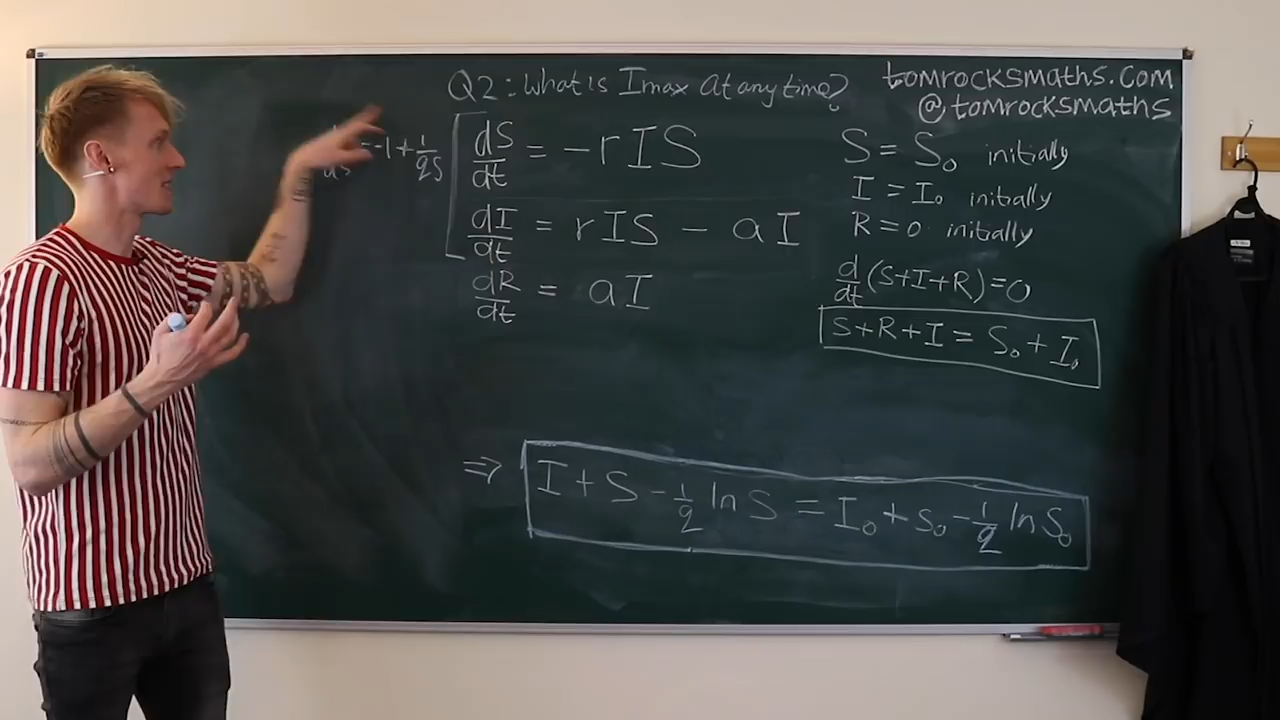 Q2: What is Imax at any time?
tomrocksmaths.com
@tomrocksmaths
= -1 + 1/qS
dS/dt = -rIS
dI/dt = rIS - aI
dR/dt = aI
S = S₀ initially
I = I₀ initially
R = 0 initially
d/dt (S+I+R) = 0
S+R+I = S₀ + I₀
⇒ I + S - 1/q ln S = I₀ + S₀ - 1/q ln S₀